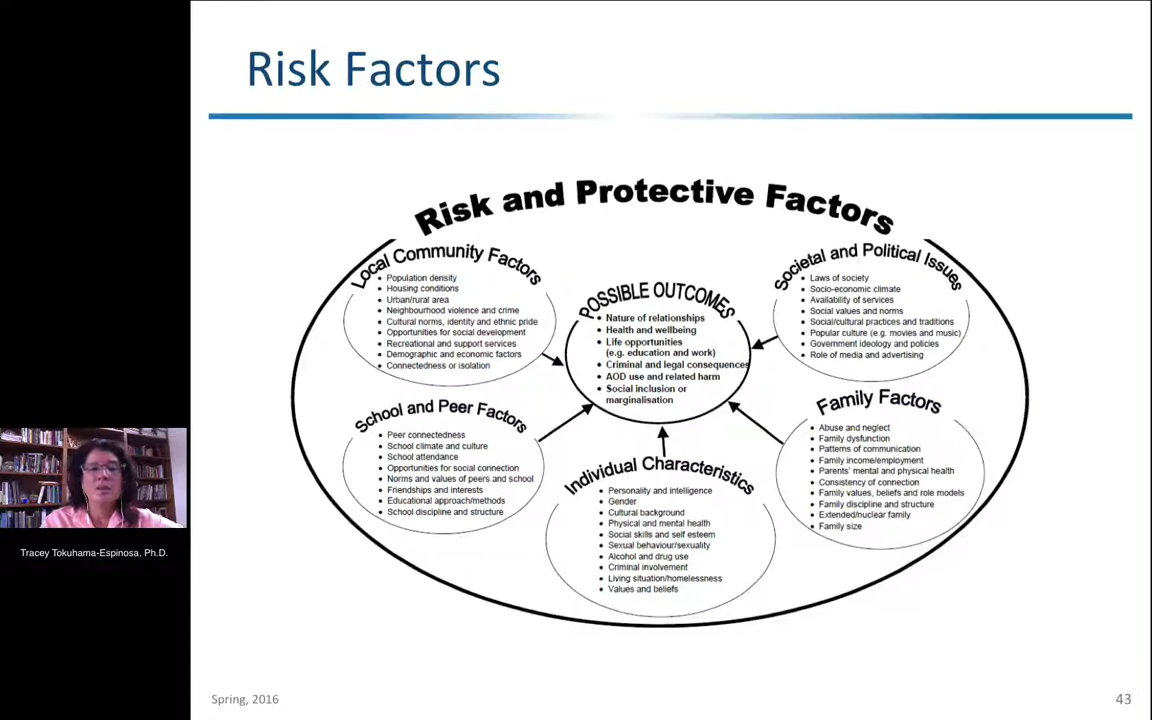 Risk Factors
Risk and Protective Factors
Local Community Factors
• Population density
• Housing conditions
• Urban/rural area
• Neighbourhood violence and crime
• Cultural norms, identity and ethnic pride
• Opportunities for social development
• Recreational and support services
• Demographic and economic factors
• Connectedness or isolation
POSSIBLE OUTCOMES
• Nature of relationships
• Health and wellbeing
• Life opportunities
(e.g. education and work)
• Criminal and legal consequences
• AOD use and related harm
• Social inclusion or
marginalisation
Societal and Political Issues
• Laws of society
• Socio-economic climate
• Availability of services
• Social values and norms
• Social/cultural practices and traditions
• Popular culture (e.g. movies and music)
• Government ideology and policies
• Role of media and advertising
School and Peer Factors
• Peer connectedness
• School climate and culture
• School attendance
• Opportunities for social connection
• Norms and values of peers and school
• Friendships and interests
• Educational approach/methods
• School discipline and structure
Individual Characteristics
• Personality and intelligence
• Gender
• Cultural background
• Physical and mental health
• Social skills and self esteem
• Sexual behaviour/sexuality
• Alcohol and drug use
• Criminal involvement
• Living situation/homelessness
• Values and beliefs
Family Factors
• Abuse and neglect
• Family dysfunction
• Patterns of communication
• Family income/employment
• Parents' mental and physical health
• Consistency of connection
• Family values, beliefs and role models
• Family discipline and structure
• Extended/nuclear family
• Family size
Tracey Tokuhama-Espinosa, Ph.D.
Spring, 2016
43